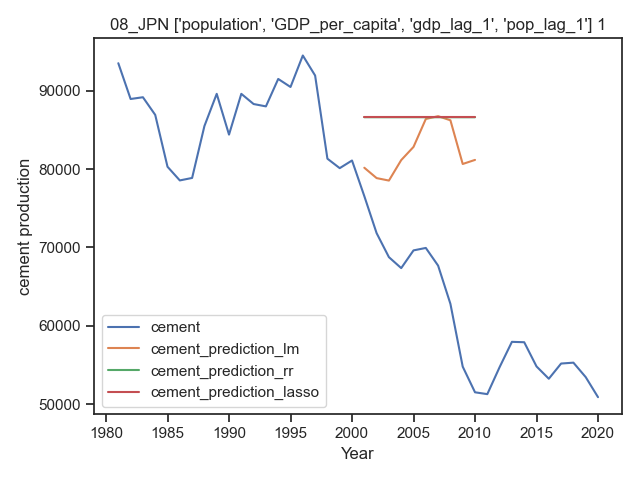 08_JPN ['population', 'GDP_per_capita', 'gdp_lag_1', 'pop_lag_1'] 1
90000
80000
70000
60000
50000
cement production
cement
cement_prediction_lm
cement_prediction_rr
cement_prediction_lasso
1980 1985 1990 1995 2000 2005 2010 2015 2020
Year